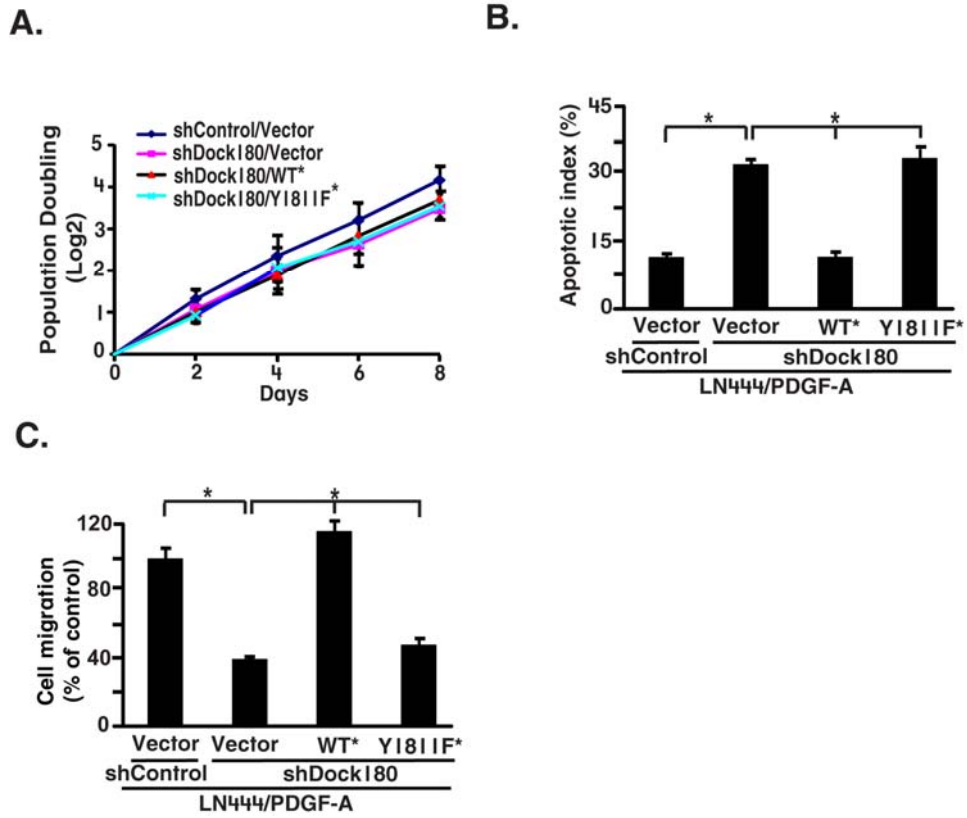 A.
Population Doubling
(Log2)
shControl/Vector
shDock180/Vector
shDock180/WT*
shDock180/Y1811F*
5
4
3
2
1
0
0 2 4 6 8
Days
B.
Apoptotic index (%)
45
30
15
0
* *
Vector Vector WT* Y1811F*
shControl shDock180
LN444/PDGF-A
C.
Cell migration
(% of control)
120
80
40
0
* *
Vector Vector WT* Y1811F*
shControl shDock180
LN444/PDGF-A